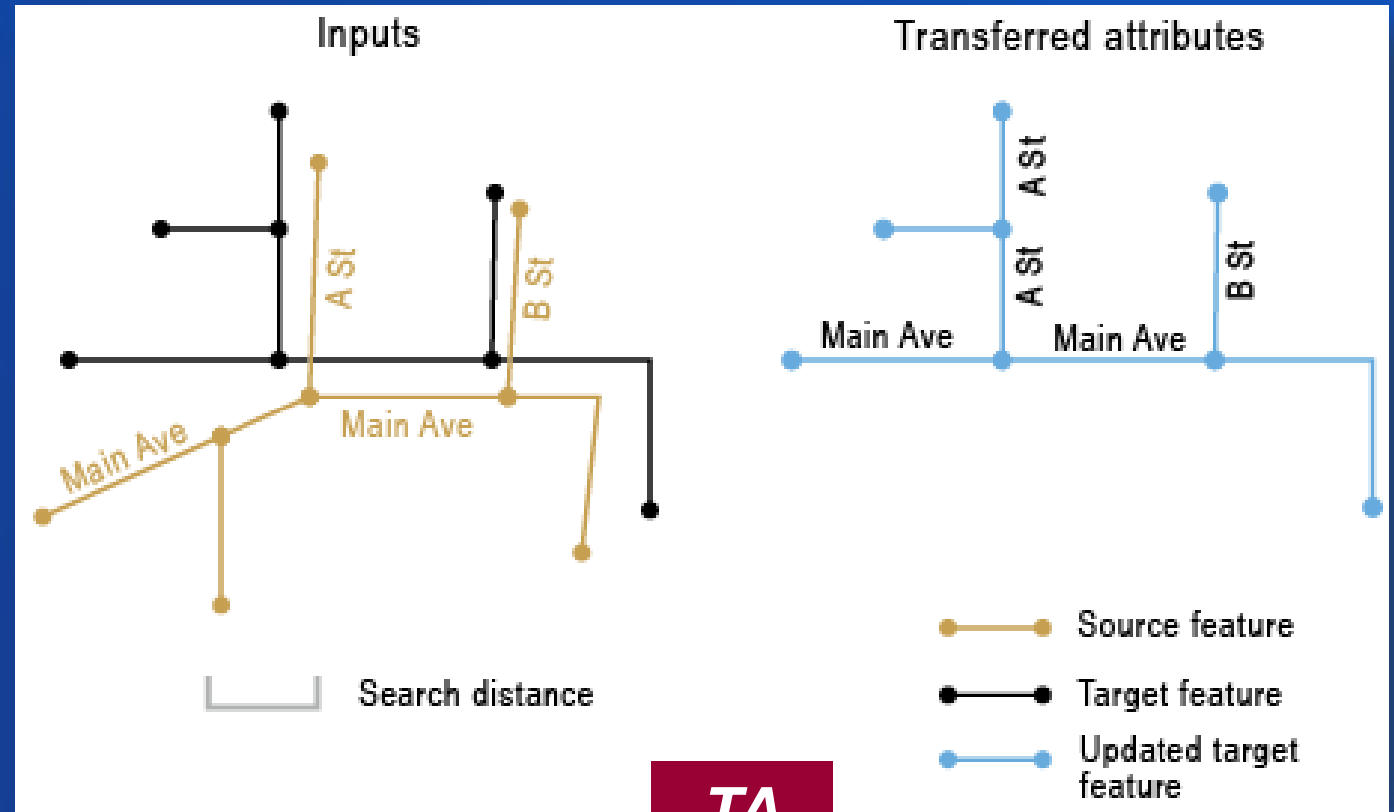 Inputs
Transferred attributes
A St
B St
Main Ave
Main Ave
A St
A St
B St
Main Ave
Main Ave
Search distance
Source feature
Target feature
Updated target
feature
TA